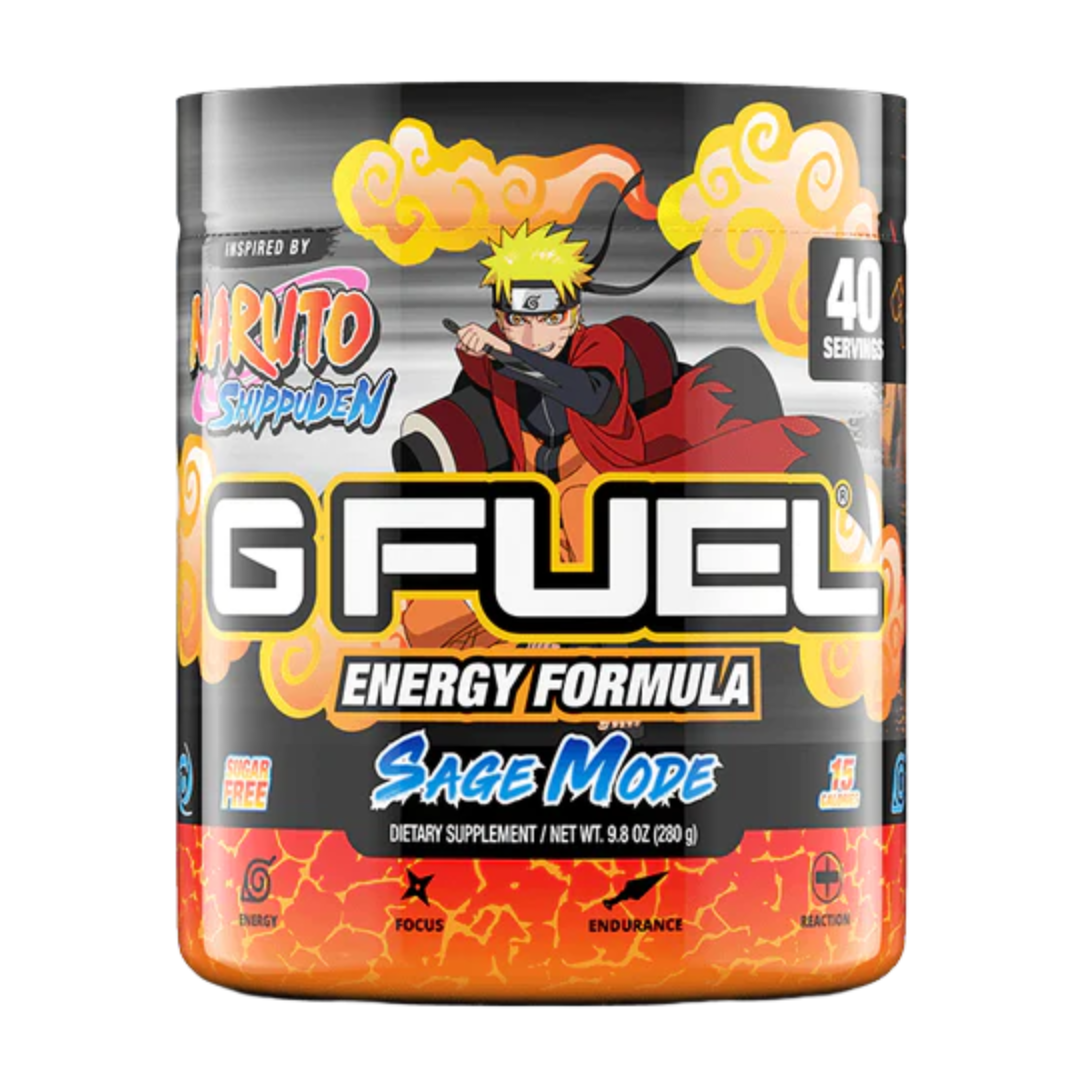 INSPIRED BY
NARUTO
SHIPPUDEN
40
SERVINGS
G FUEL®
ENERGY FORMULA
SAGE MODE
SUGAR
FREE
15
CALORIES
DIETARY SUPPLEMENT / NET WT. 9.8 OZ (280 g)
ENERGY
FOCUS
ENDURANCE
REACTION